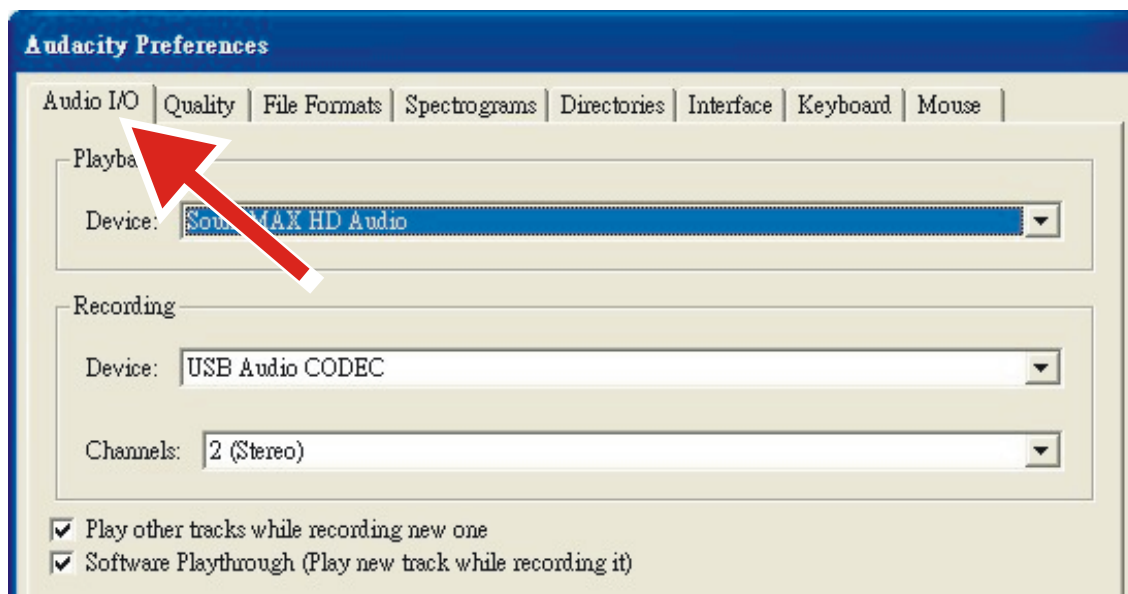 Audacity Preferences
Audio I/O Quality File Formats Spectrograms Directories Interface Keyboard Mouse
Device: MAX HD Audio
Recording
Device: USB Audio CODEC
Channels: 2 (Stereo)
Play other tracks while recording new one
Software Playthrough (Play new track while recording it)